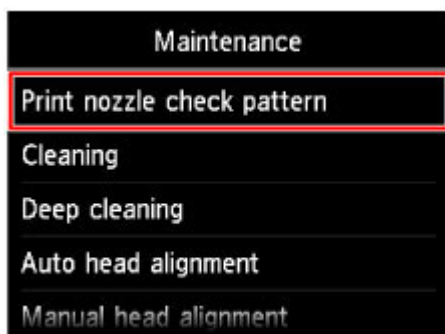 Maintenance
Print nozzle check pattern
Cleaning
Deep cleaning
Auto head alignment
Manual head alignment